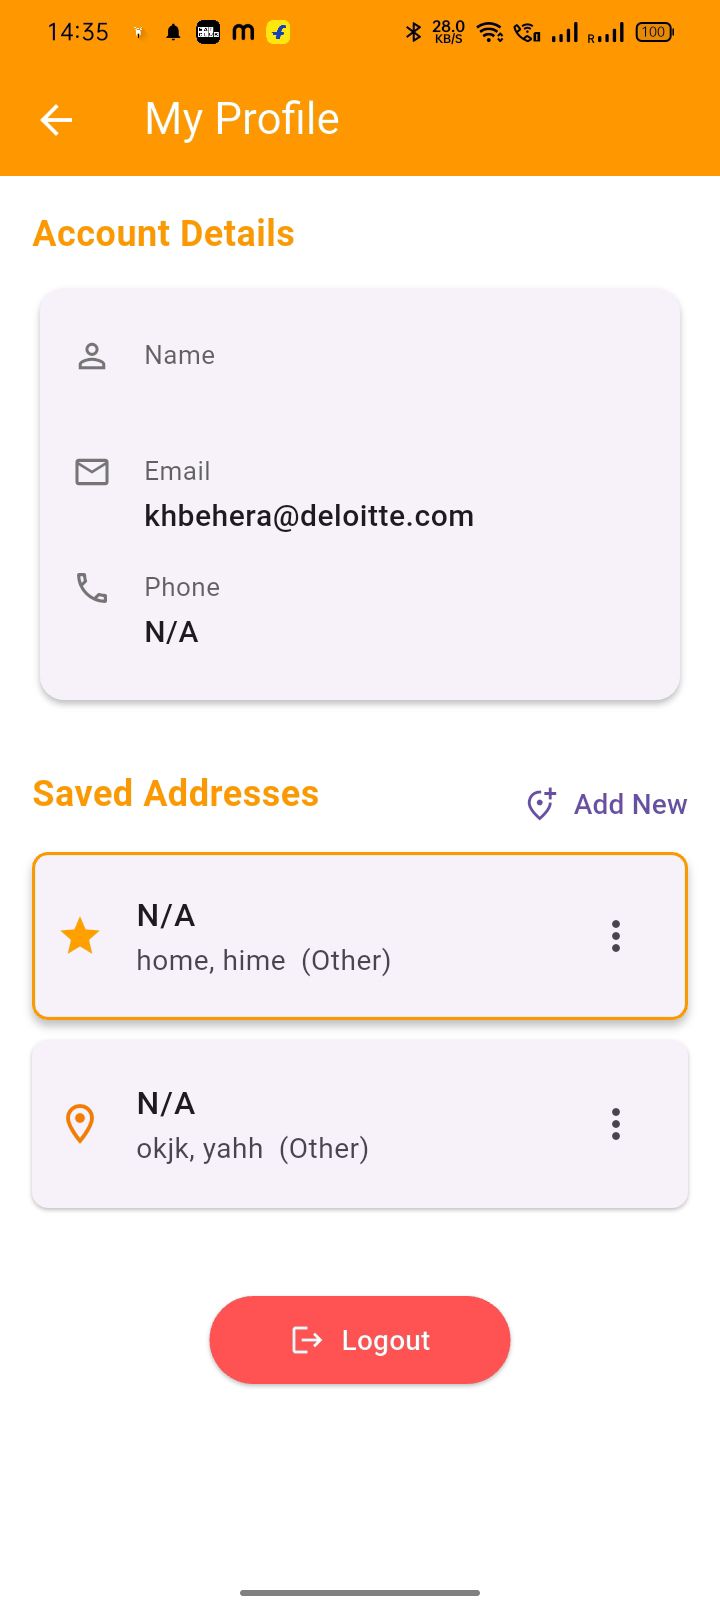 14:35 28.0 KB/S R 100
My Profile
Account Details
Name
Email
khbehera@deloitte.com
Phone
N/A
Saved Addresses
Add New
N/A
home, hime (Other)
N/A
okjk, yahh (Other)
Logout